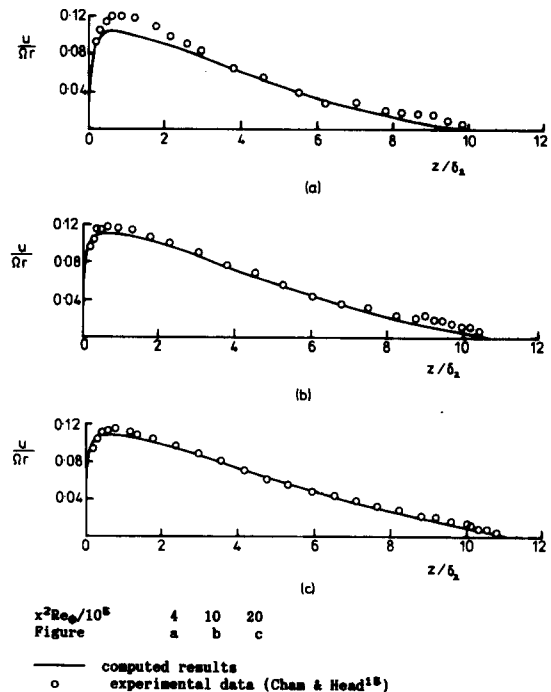 0·12
u/Ωr
0·08
0·04
0 2 4 6 8 10 12
z/δ₂
(a)
0·12
u/Ωr
0·08
0·04
0 2 4 6 8 10 12
z/δ₂
(b)
0·12
u/Ωr
0·08
0·04
0 2 4 6 8 10 12
z/δ₂
(c)
x²Reϕ/10⁵ 4 10 20
Figure a b c
computed results
experimental data (Cham & Head¹⁵)